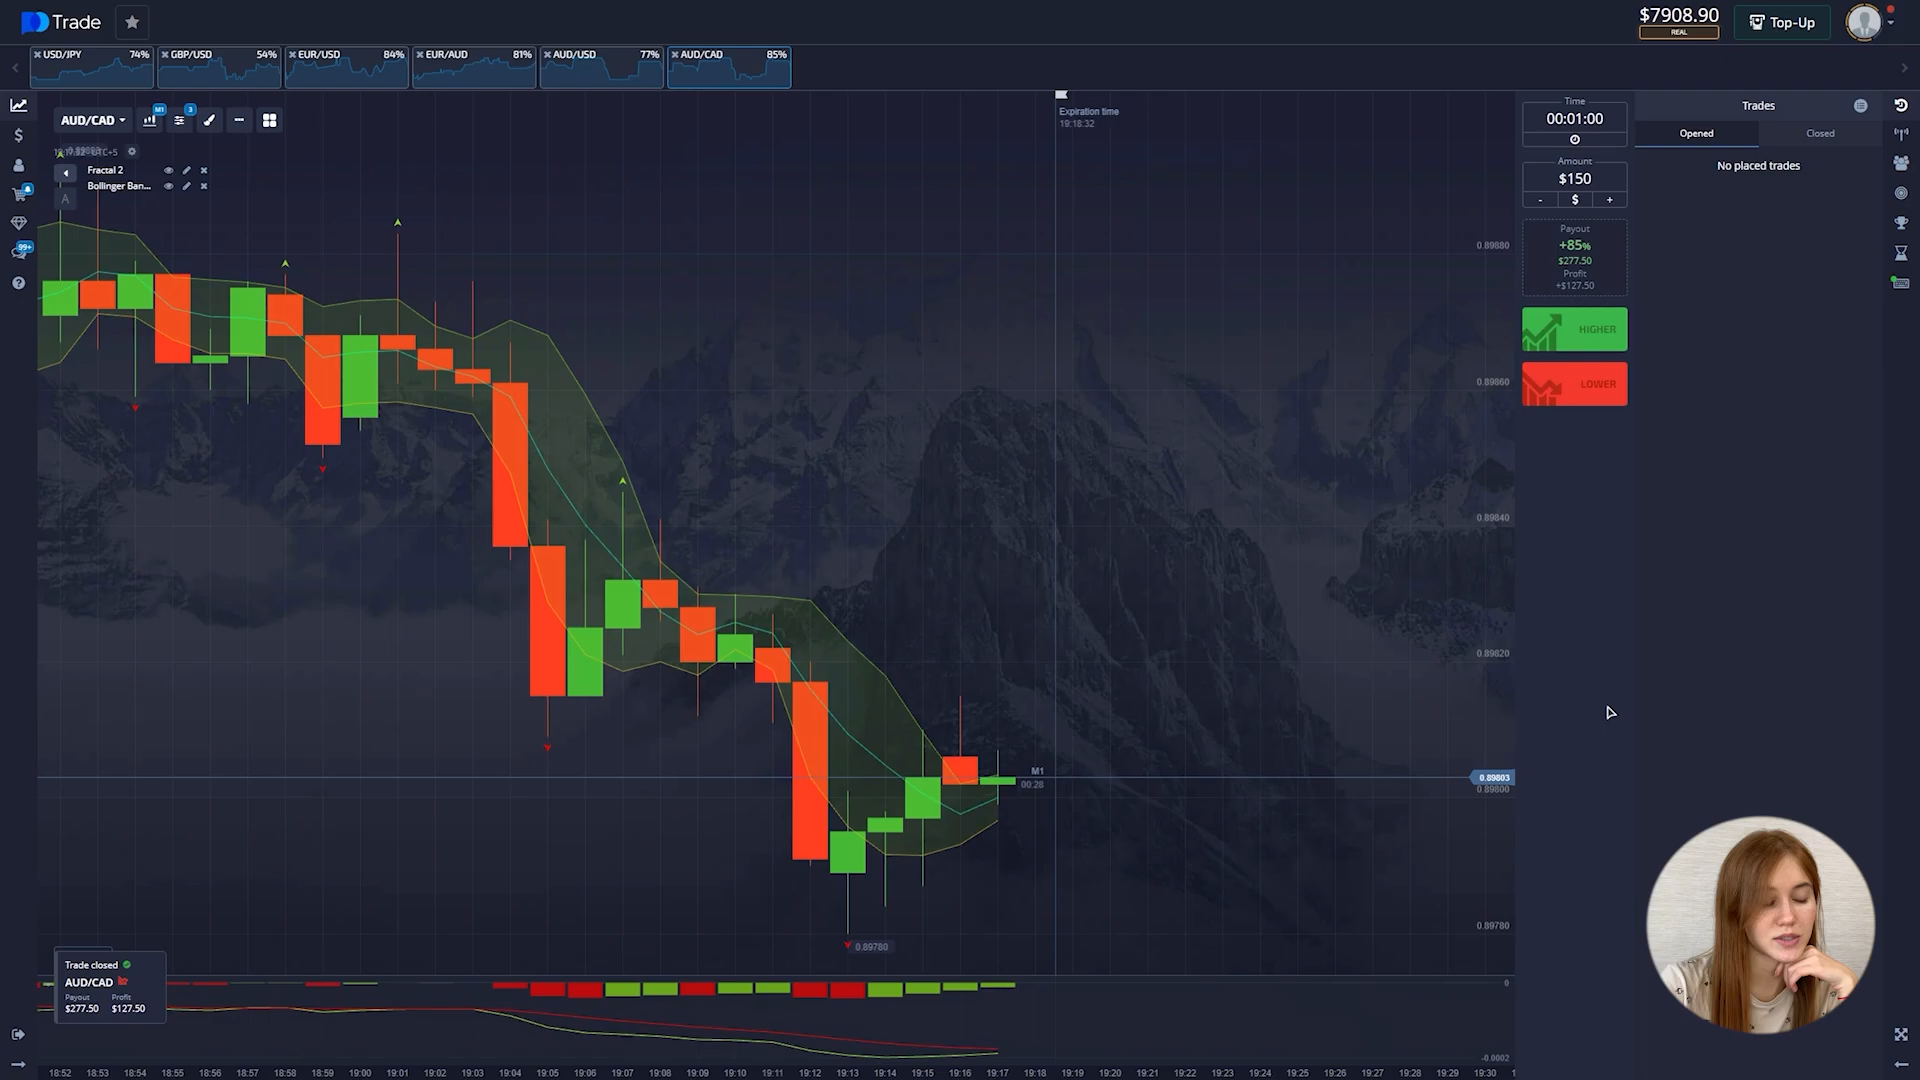 Trade
$7908.90
REAL
Top-Up
USD/JPY 74%
GBP/USD 54%
EUR/USD 84%
EUR/AUD 81%
AUD/USD 77%
AUD/CAD 85%
AUD/CAD
M1
3
UTC+5
Fractal 2
Bollinger Ban...
A
99+
Expiration time
19:18:32
Time
00:01:00
Amount
$150
- $ +
Payout
+85%
$277.50
Profit
+$127.50
HIGHER
LOWER
Trades
Opened
Closed
No placed trades
0.89880
0.89860
0.89840
0.89820
0.89803
0.89800
0.89780
M1
00:28
0.89780
0
-0.0002
Trade closed
AUD/CAD
Payout Profit
$277.50 $127.50
18:52 18:53 18:54 18:55 18:56 18:57 18:58 18:59 19:00 19:01 19:02 19:03 19:04 19:05 19:06 19:07 19:08 19:09 19:10 19:11 19:12 19:13 19:14 19:15 19:16 19:17 19:18 19:19 19:20 19:21 19:22 19:23 19:24 19:25 19:26 19:27 19:28 19:29 19:30